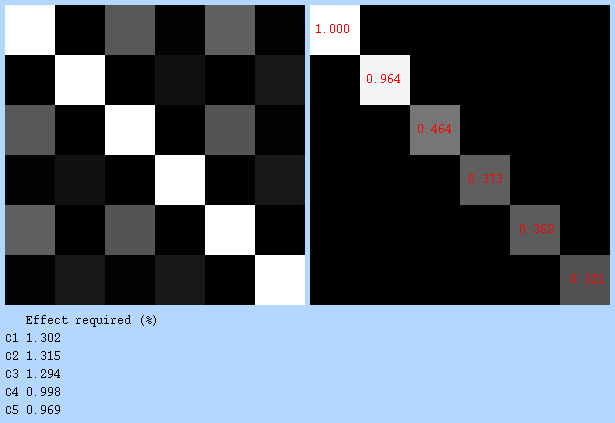 1.000
0.964
0.464
0.373
0.362
Effect required (%)
C1 1.302
C2 1.315
C3 1.294
C4 0.998
C5 0.969